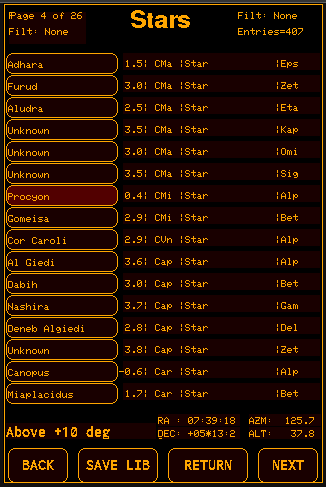 Page 4 of 26
Filt: None
Stars
Filt: None
Entries=407
Adhara 1.5¦ CMa ¦Star ¦Eps
Furud 3.0¦ CMa ¦Star ¦Zet
Aludra 2.5¦ CMa ¦Star ¦Eta
Unknown 3.5¦ CMa ¦Star ¦Kap
Unknown 3.0¦ CMa ¦Star ¦Omi
Unknown 3.5¦ CMa ¦Star ¦Sig
Procyon 0.4¦ CMi ¦Star ¦Alp
Gomeisa 2.9¦ CMi ¦Star ¦Bet
Cor Caroli 2.9¦ CVn ¦Star ¦Alp
Al Giedi 3.6¦ Cap ¦Star ¦Alp
Dabih 3.0¦ Cap ¦Star ¦Bet
Nashira 3.7¦ Cap ¦Star ¦Gam
Deneb Algiedi 2.8¦ Cap ¦Star ¦Del
Unknown 3.8¦ Cap ¦Star ¦Zet
Canopus -0.6¦ Car ¦Star ¦Alp
Miaplacidus 1.7¦ Car ¦Star ¦Bet
Above +10 deg
RA : 07:39:18 AZM: 125.7
DEC: +05*13:2 ALT: 37.8
BACK SAVE LIB RETURN NEXT